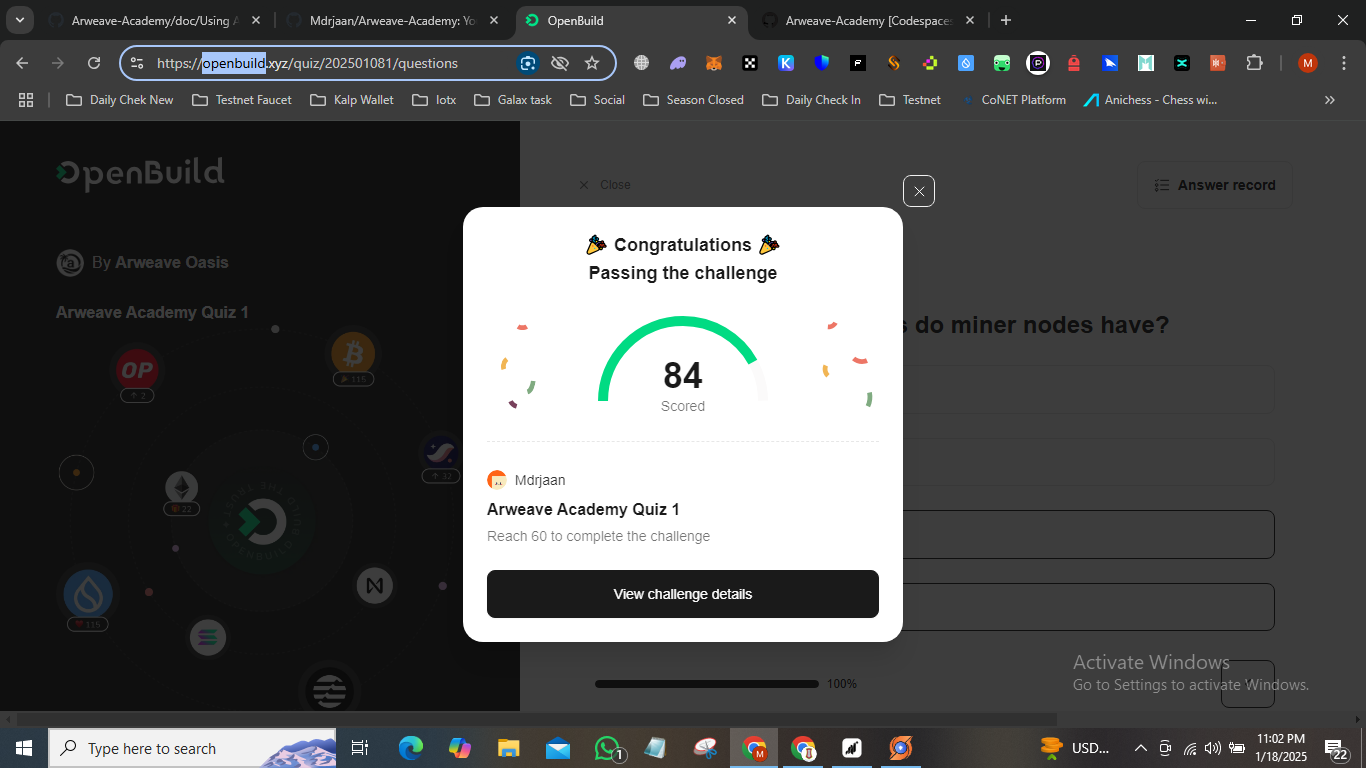 Arweave-Academy/doc/Using A
Mdrjaan/Arweave-Academy: Yo
OpenBuild
Arweave-Academy [Codespaces
https://openbuild.xyz/quiz/202501081/questions
M
Daily Chek New
Testnet Faucet
Kalp Wallet
Iotx
Galax task
Social
Season Closed
Daily Check In
Testnet
CoNET Platform
Anichess - Chess wi...
OpenBuild
Close
Answer record
By Arweave Oasis
Arweave Academy Quiz 1
s do miner nodes have?
OP
2
115
32
22
115
🎉 Congratulations 🎉
Passing the challenge
84
Scored
Mdrjaan
Arweave Academy Quiz 1
Reach 60 to complete the challenge
View challenge details
100%
Activate Windows
Go to Settings to activate Windows.
Type here to search
1
M
USD...
11:02 PM
1/18/2025
22